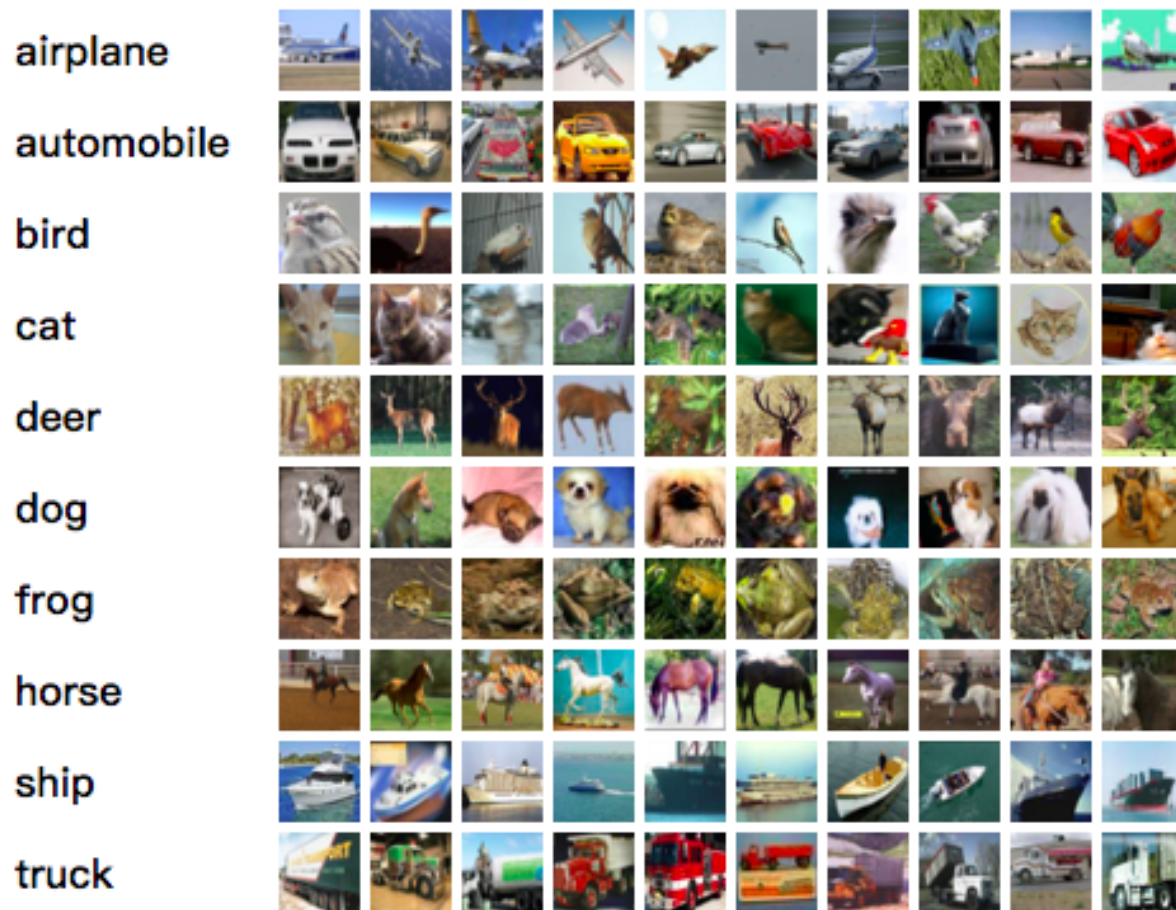 airplane
automobile
bird
cat
deer
dog
frog
horse
ship
truck